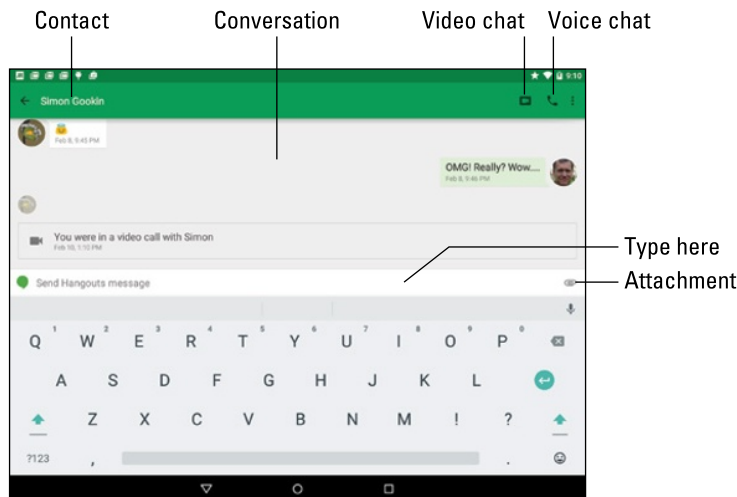 Contact Conversation Video chat Voice chat
9:10
Simon Gookin
Feb 8, 9:45 PM
OMG! Really? Wow....
Feb 8, 9:46 PM
You were in a video call with Simon
Feb 10, 1:10 PM
Type here
Send Hangouts message
Attachment
1 2 3 4 5 6 7 8 9 0
Q W E R T Y U I O P
A S D F G H J K L
Z X C V B N M ! ?
?123 , .